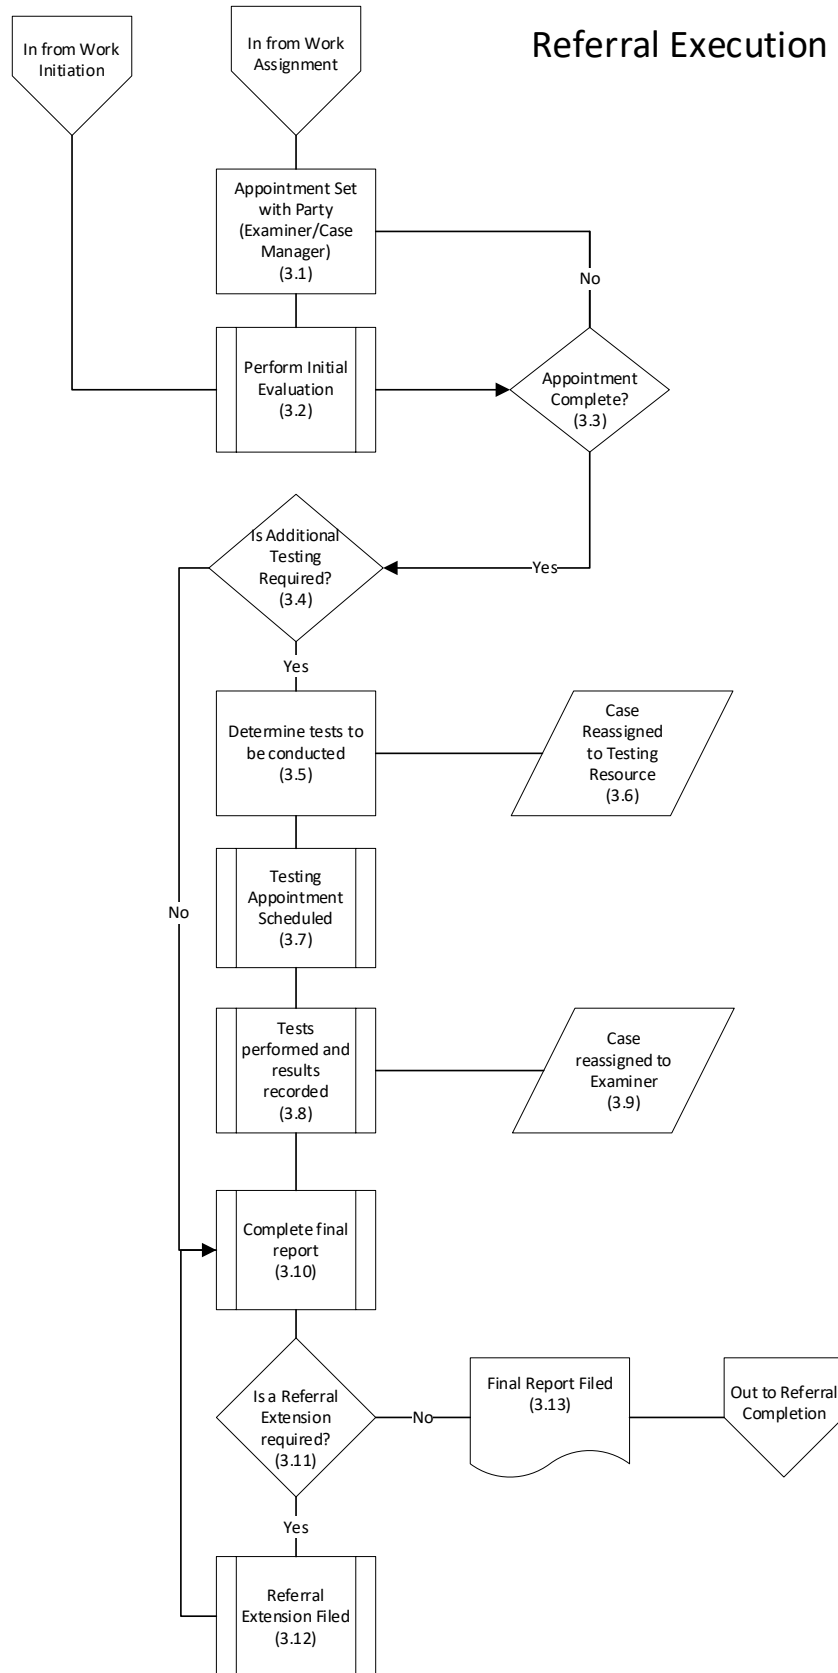 Referral Execution
In from Work
Initiation
In from Work
Assignment
Appointment Set
with Party
(Examiner/Case
Manager)
(3.1)
No
Perform Initial
Evaluation
(3.2)
Appointment
Complete?
(3.3)
Is Additional
Testing
Required?
(3.4)
Yes
Yes
Determine tests to
be conducted
(3.5)
Case
Reassigned
to Testing
Resource
(3.6)
Testing
Appointment
Scheduled
(3.7)
No
Tests
performed and
results
recorded
(3.8)
Case
reassigned to
Examiner
(3.9)
Complete final
report
(3.10)
Is a Referral
Extension
required?
(3.11)
No
Final Report Filed
(3.13)
Out to Referral
Completion
Yes
Referral
Extension Filed
(3.12)